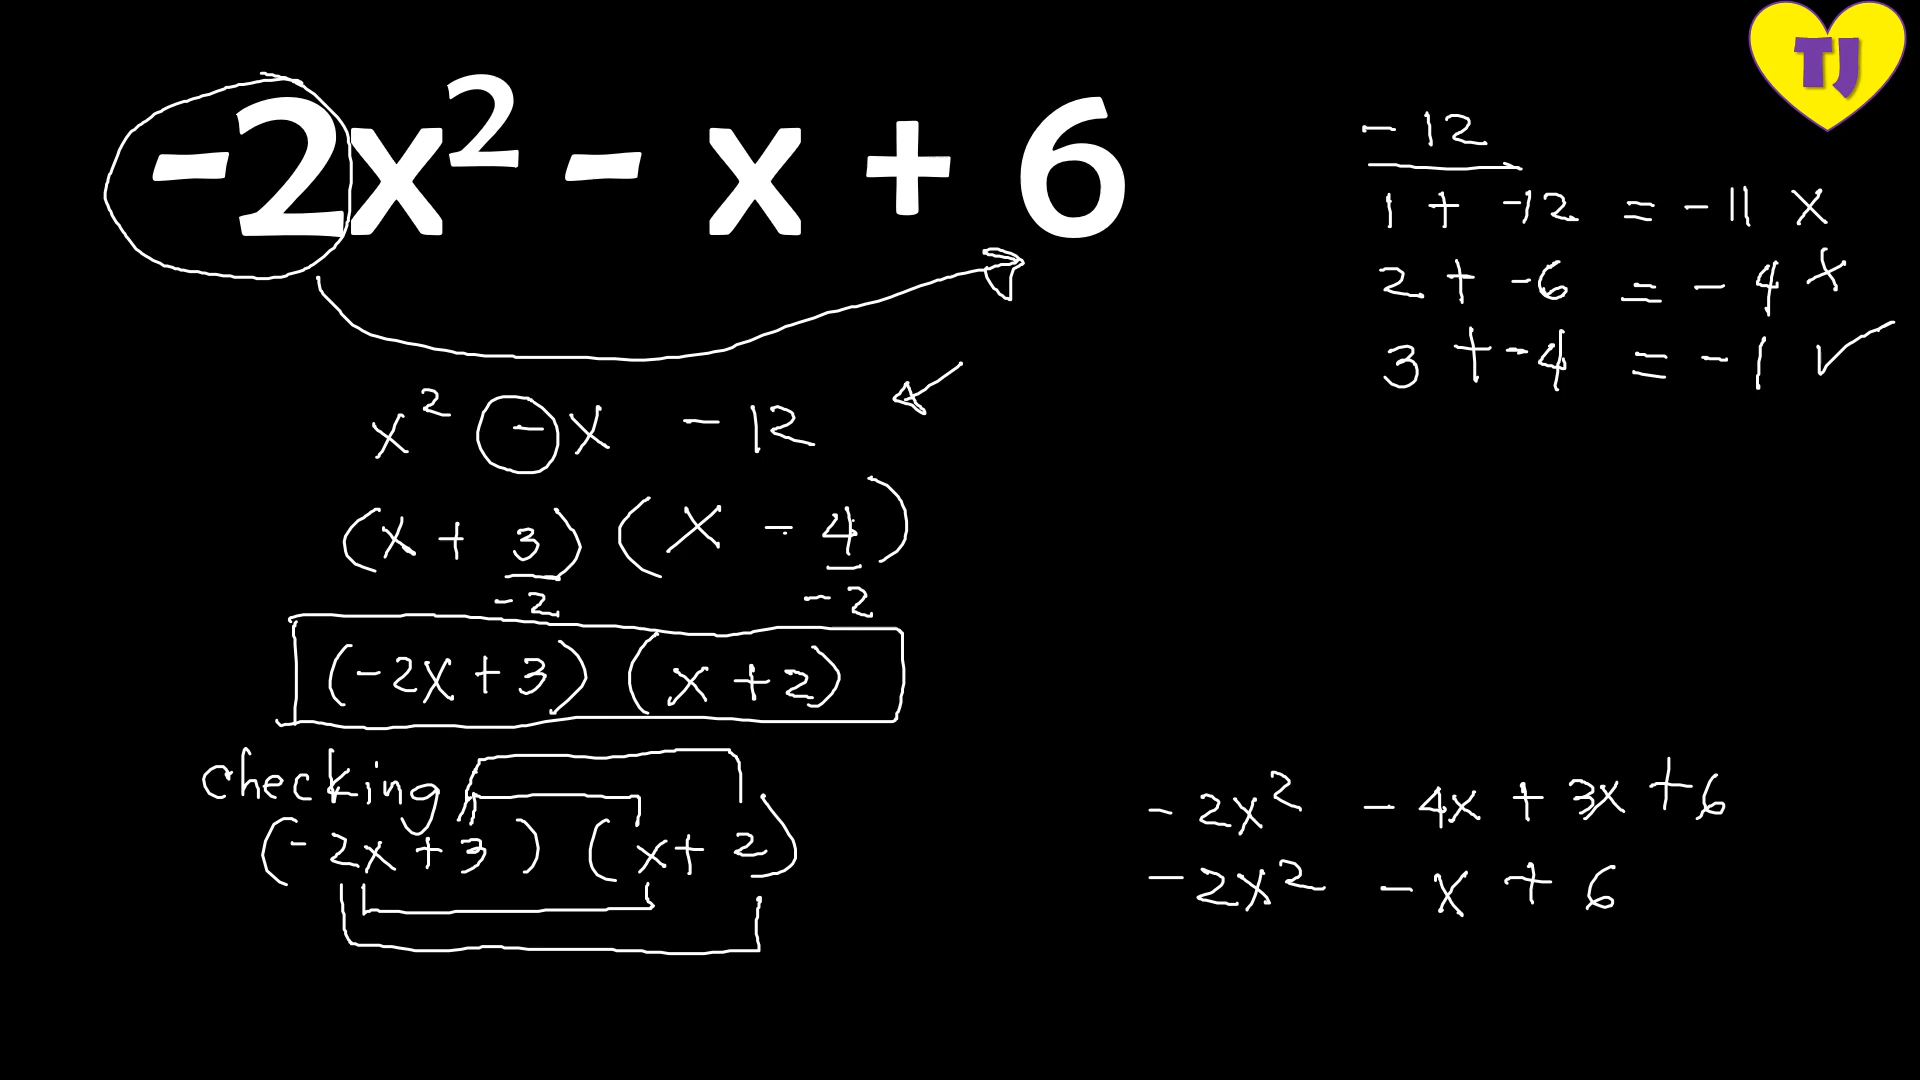 TJ
-2x² - x + 6
x² - x - 12
(x + 3) (x - 4)
-2 -2
(-2x + 3) (x + 2)
checking
(-2x + 3) (x + 2)
-12
1 + -12 = -11 x
2 + -6 = -4 x
3 + -4 = -1 ✓
-2x² - 4x + 3x + 6
-2x² - x + 6